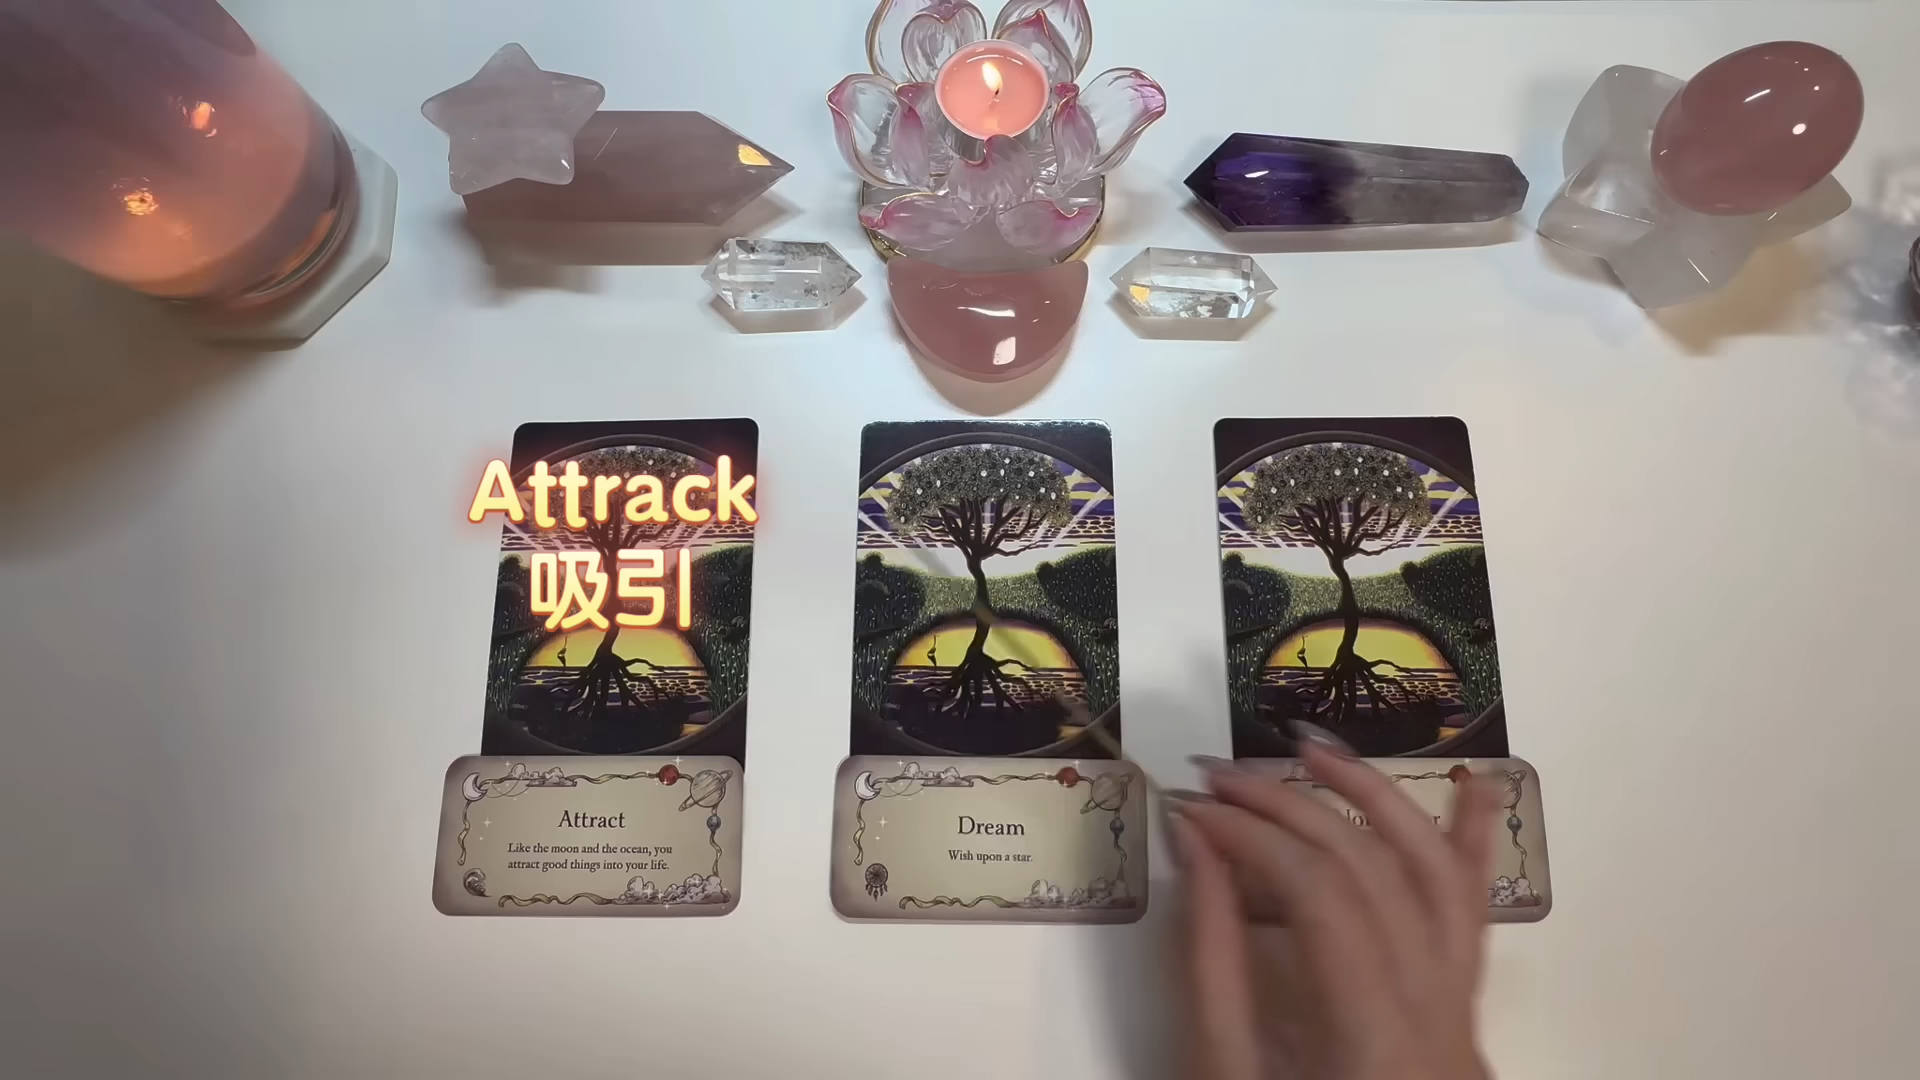 Attrack
吸引
Attract
Like the moon and the ocean, you
attract good things into your life.
Dream
Wish upon a star.